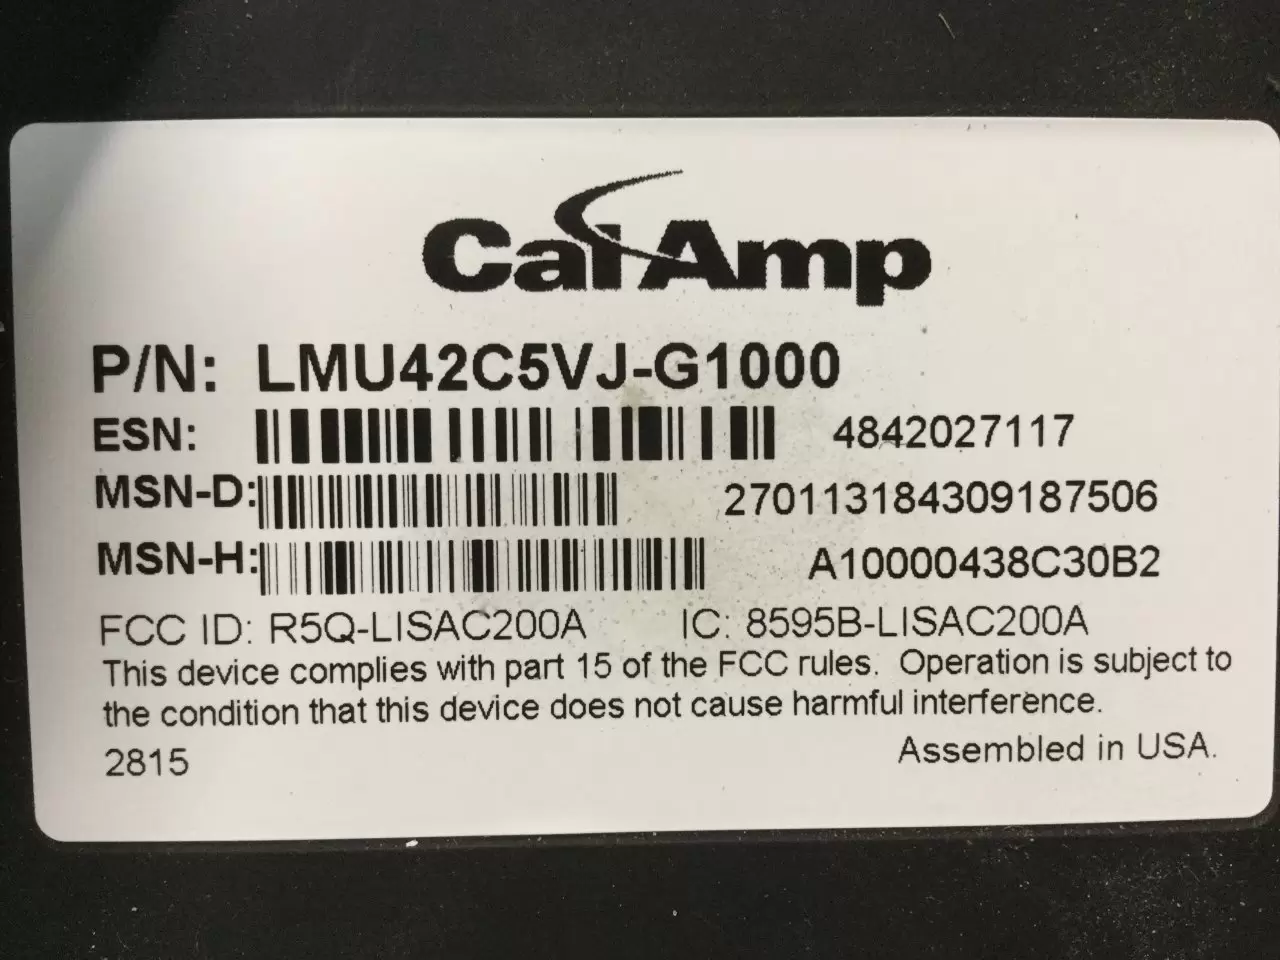 CalAmp
P/N: LMU42C5VJ-G1000
ESN: 4842027117
MSN-D: 270113184309187506
MSN-H: A10000438C30B2
FCC ID: R5Q-LISAC200A IC: 8595B-LISAC200A
This device complies with part 15 of the FCC rules. Operation is subject to
the condition that this device does not cause harmful interference.
2815 Assembled in USA.